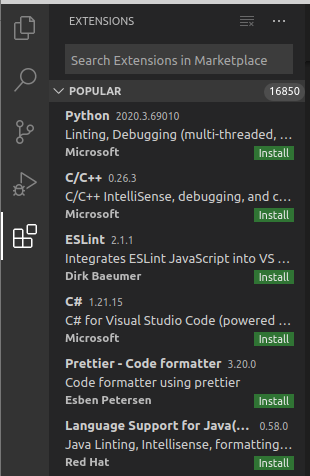 EXTENSIONS
Search Extensions in Marketplace
POPULAR 16850
Python 2020.3.69010
Linting, Debugging (multi-threaded, ...
Microsoft Install
C/C++ 0.26.3
C/C++ IntelliSense, debugging, and c...
Microsoft Install
ESLint 2.1.1
Integrates ESLint JavaScript into VS ...
Dirk Baeumer Install
C# 1.21.15
C# for Visual Studio Code (powered ...
Microsoft Install
Prettier - Code formatter 3.20.0
Code formatter using prettier
Esben Petersen Install
Language Support for Java(... 0.58.0
Java Linting, Intellisense, formatting...
Red Hat Install